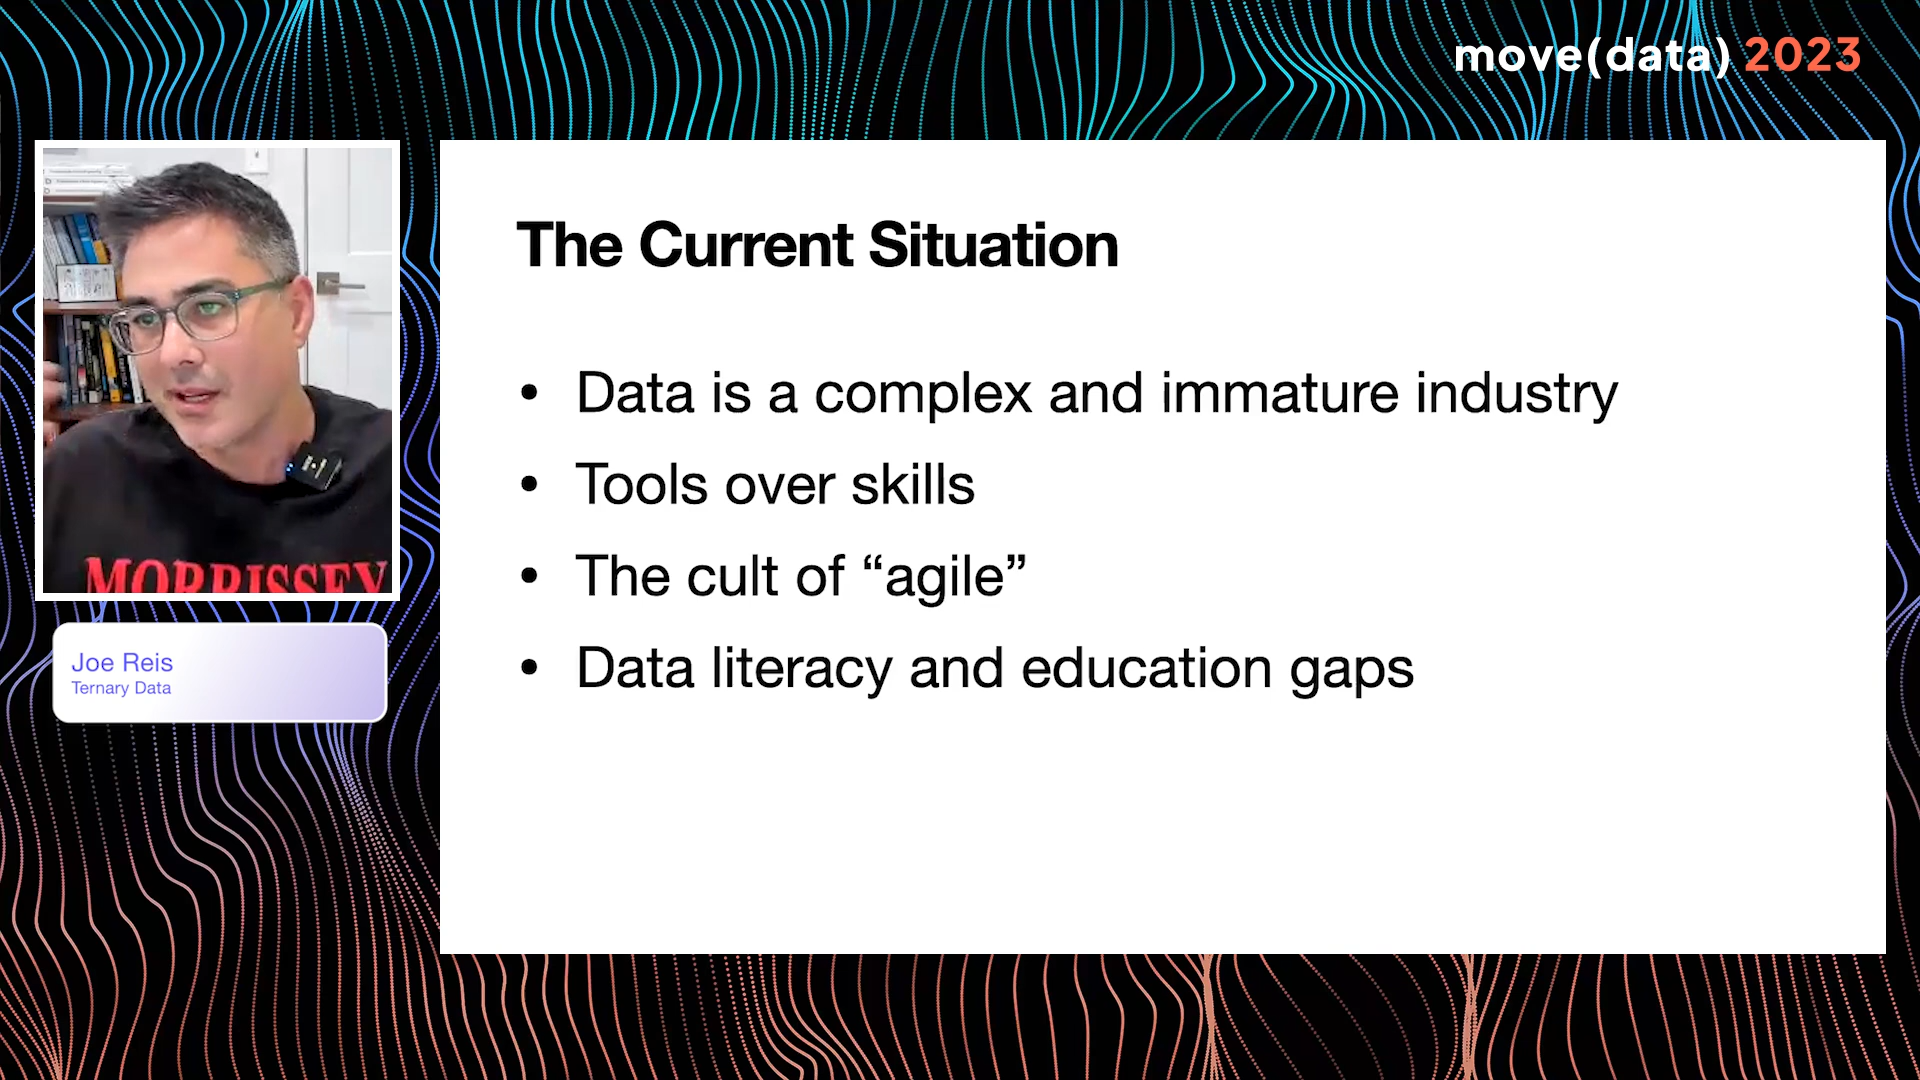 move(data) 2023
The Current Situation
• Data is a complex and immature industry
• Tools over skills
• The cult of “agile”
• Data literacy and education gaps
MORRISSEY
Joe Reis
Ternary Data